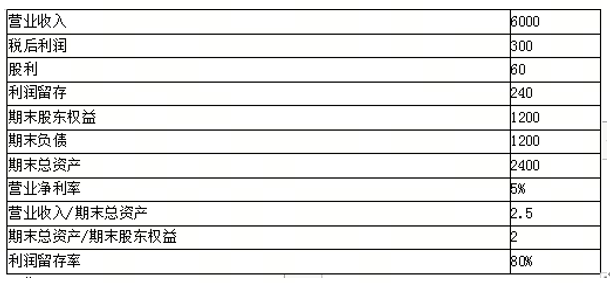 营业收入 6000
税后利润 300
股利 60
利润留存 240
期末股东权益 1200
期末负债 1200
期末总资产 2400
营业净利率 5%
营业收入/期末总资产 2.5
期末总资产/期末股东权益 2
利润留存率 80%